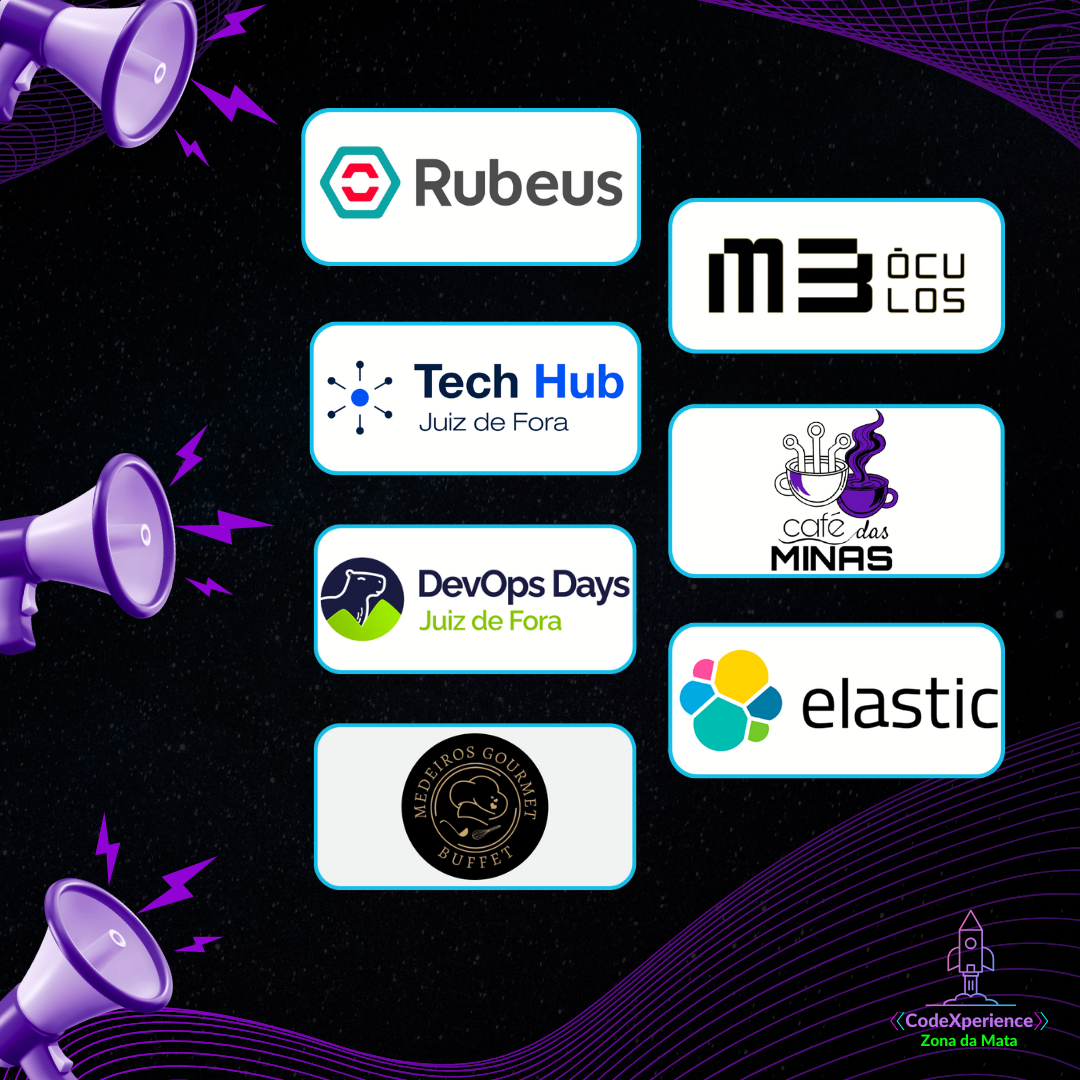 Rubeus
M3 ÓCU
LOS
Tech Hub
Juiz de Fora
café das
MINAS
DevOps Days
Juiz de Fora
elastic
MEDEIROS GOURMET
BUFFET
CodeXperience
Zona da Mata